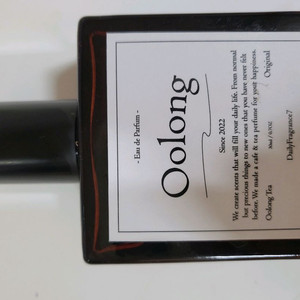 - Eau de Parfum -
Oolong
Since 2022
We create scents that will fill your daily life. From normal
but precious things to new ones that you have never felt
before. We made a cafe & tea perfume for your happiness.
Oolong Tea
Original
DailyFragrance7